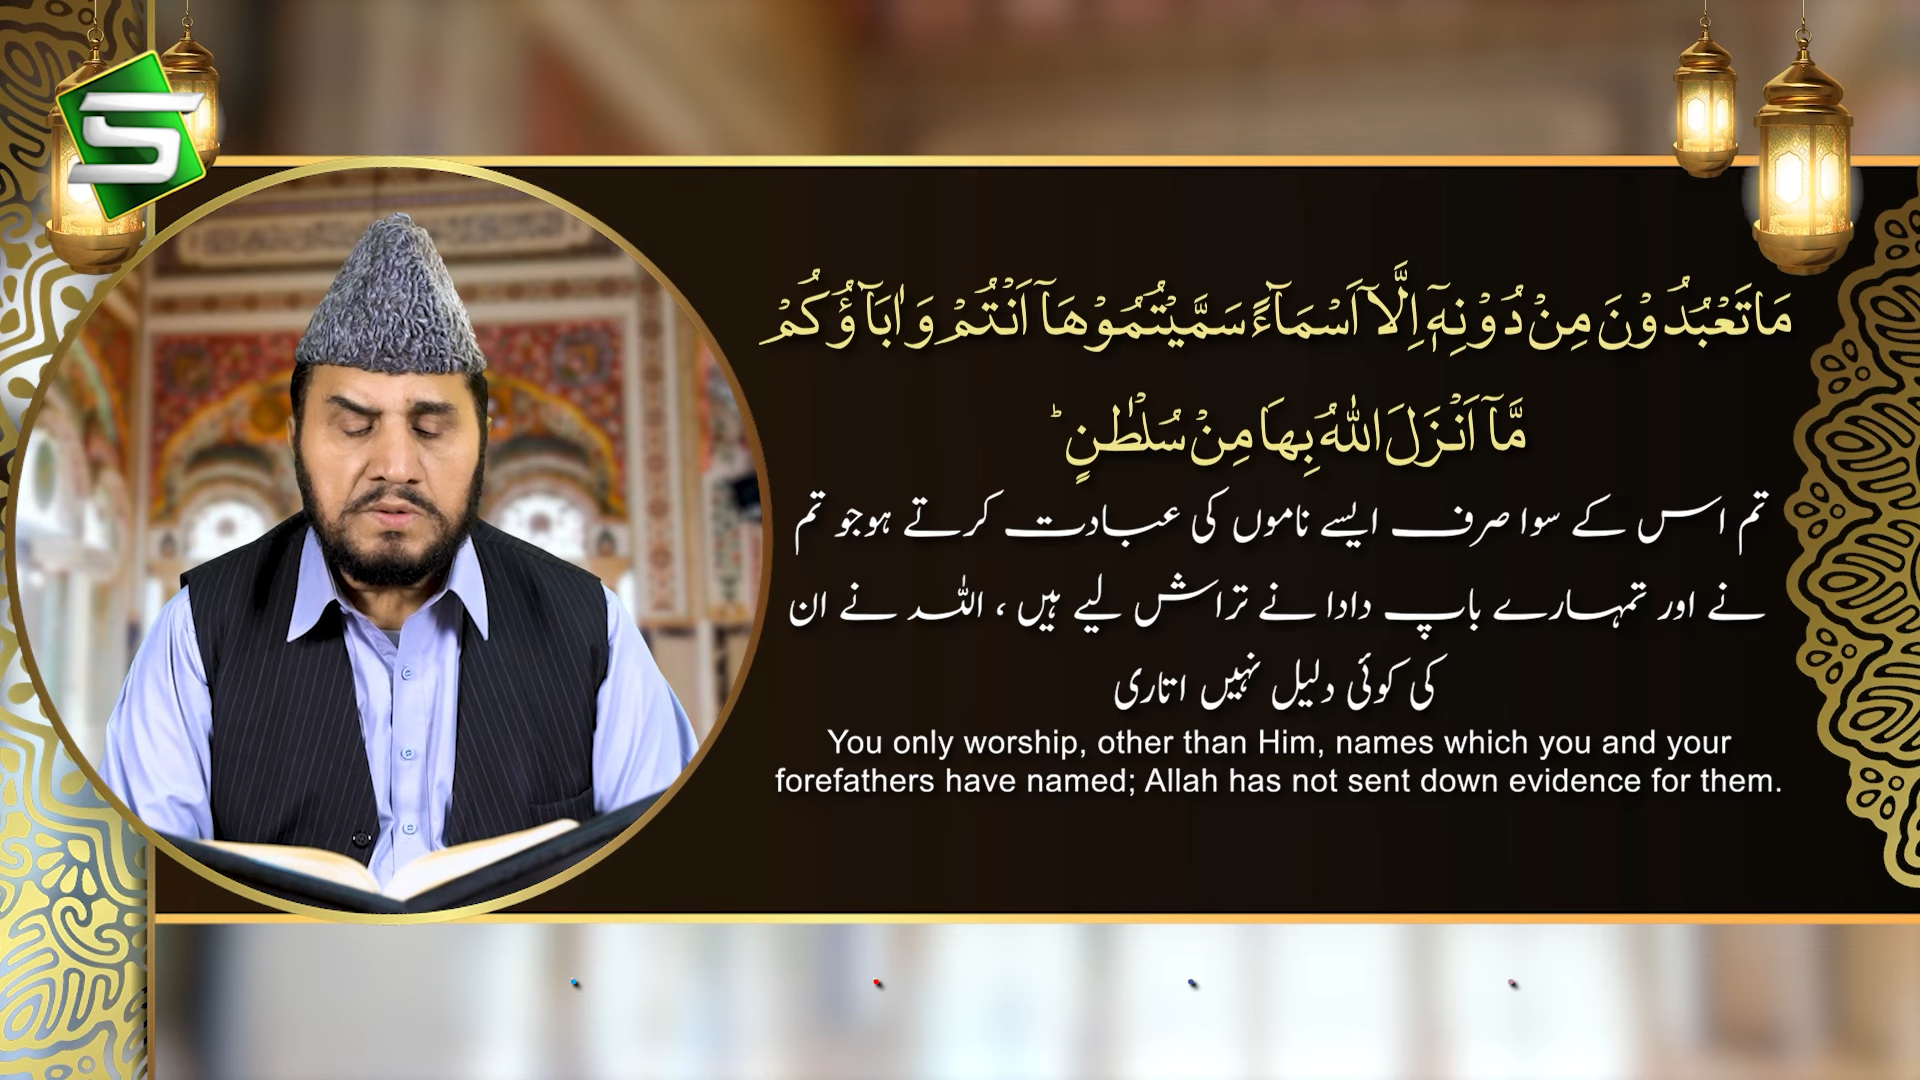 مَاتَعْبُدُوْنَ مِنْ دُوْنِهٖٓ اِلَّآ اَسْمَآءً سَمَّيْتُمُوْهَآ اَنْتُمْ وَ اٰبَآؤُكُمْ
مَّآ اَنْزَلَ اللّٰهُ بِهَا مِنْ سُلْطٰنٍ ؕ
تم اس کے سوا صرف ایسے ناموں کی عبادت کرتے ہو جو تم
نے اور تمہارے باپ دادا نے تراش لیے ہیں ، اللہ نے ان
کی کوئی دلیل نہیں اتاری
You only worship, other than Him, names which you and your
forefathers have named; Allah has not sent down evidence for them.